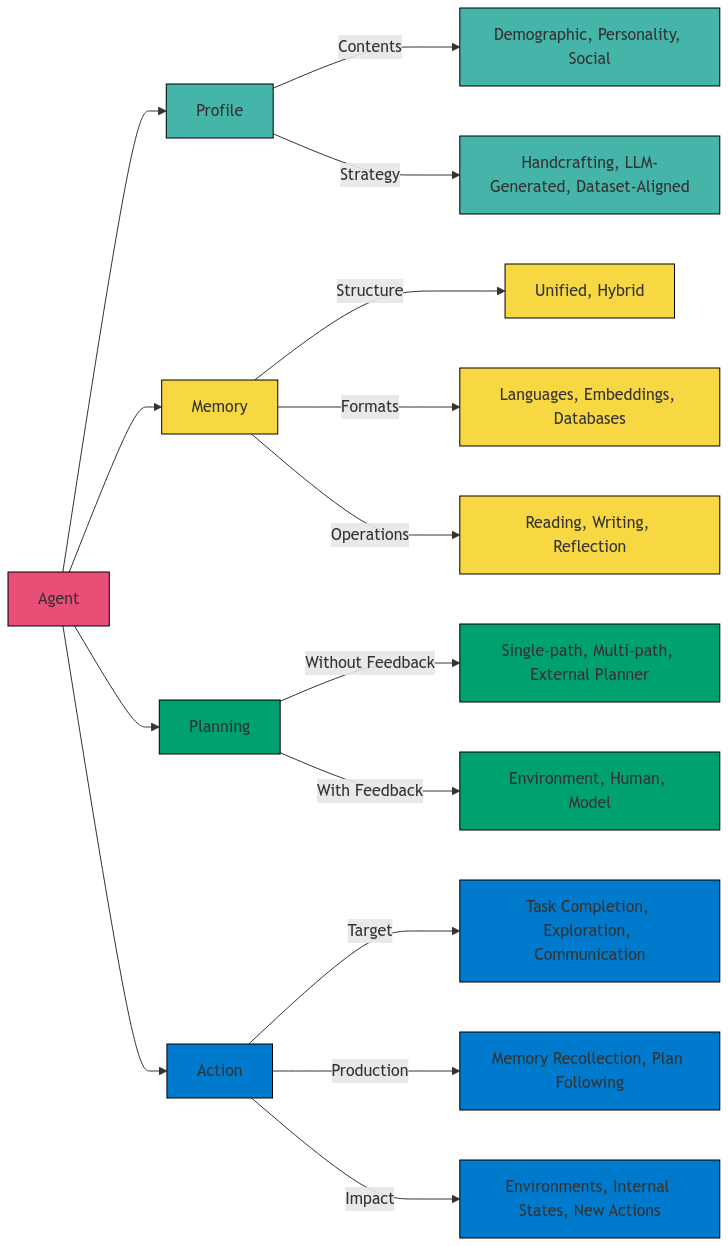 Contents
Demographic, Personality,
Social
Profile
Strategy
Handcrafting, LLM-
Generated, Dataset-Aligned
Structure
Unified, Hybrid
Memory
Formats
Languages, Embeddings,
Databases
Operations
Reading, Writing,
Reflection
Agent
Without Feedback
Single-path, Multi-path,
External Planner
Planning
With Feedback
Environment, Human,
Model
Target
Task Completion,
Exploration,
Communication
Action
Production
Memory Recollection, Plan
Following
Impact
Environments, Internal
States, New Actions